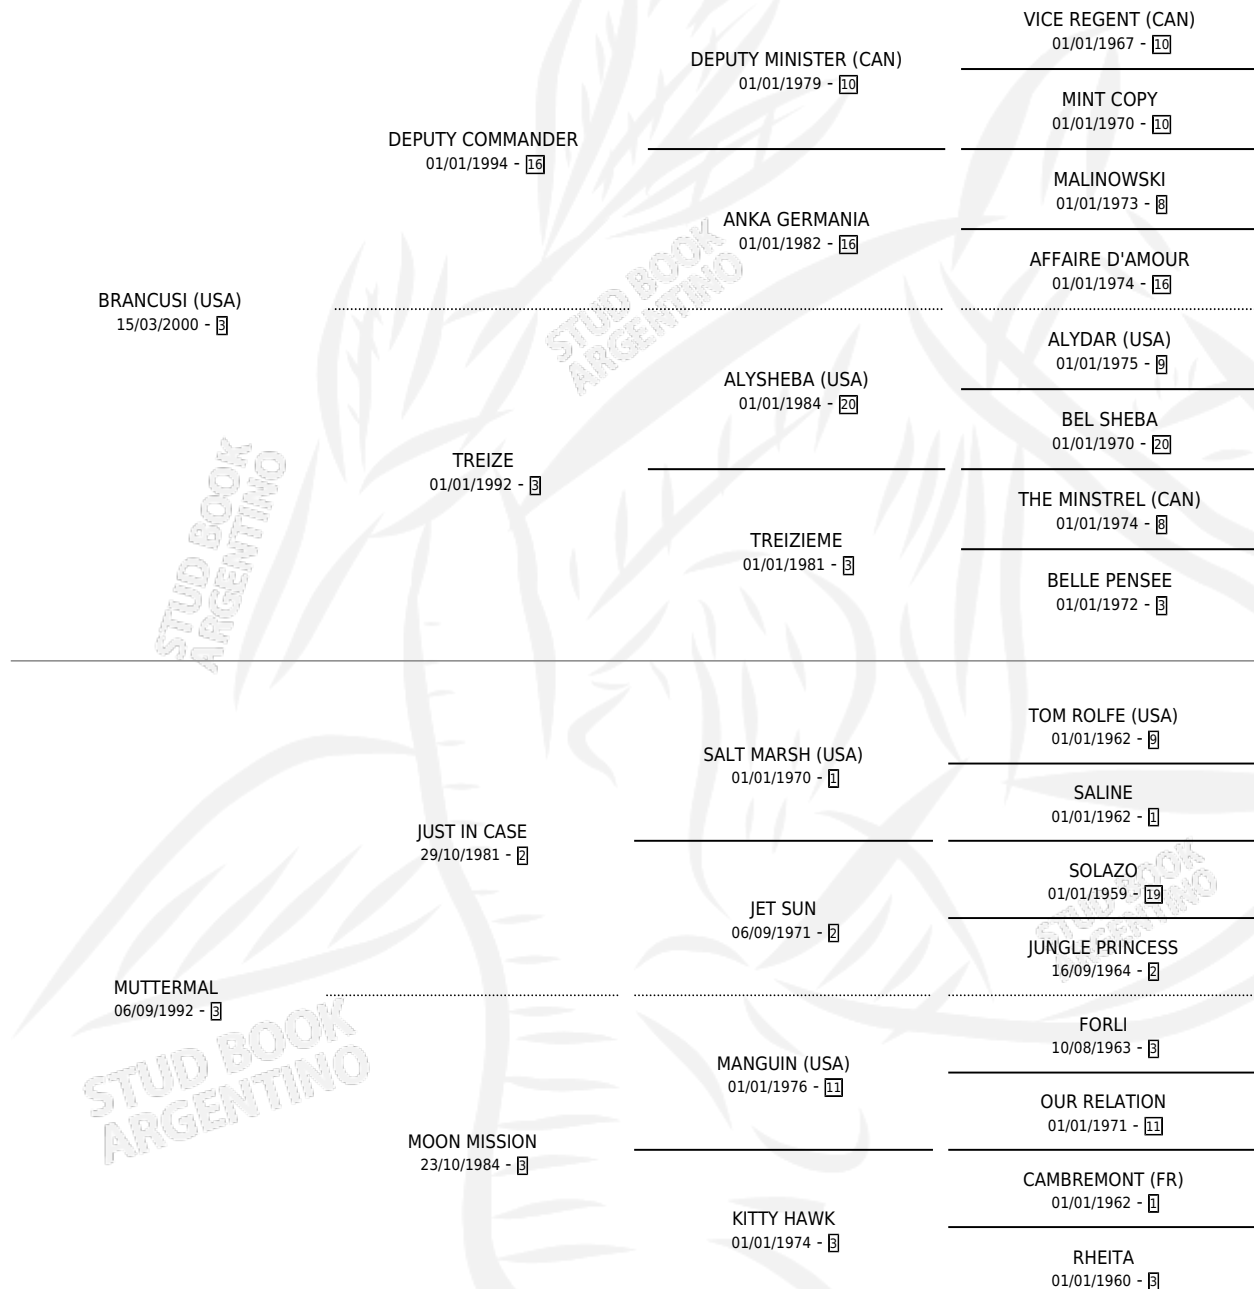 VICE REGENT (CAN)
01/01/1967 - 10
DEPUTY MINISTER (CAN)
01/01/1979 - 10
MINT COPY
01/01/1970 - 10
DEPUTY COMMANDER
01/01/1994 - 16
MALINOWSKI
01/01/1973 - 8
ANKA GERMANIA
01/01/1982 - 16
AFFAIRE D'AMOUR
01/01/1974 - 16
BRANCUSI (USA)
15/03/2000 - 3
ALYDAR (USA)
01/01/1975 - 9
ALYSHEBA (USA)
01/01/1984 - 20
BEL SHEBA
01/01/1970 - 20
TREIZE
01/01/1992 - 3
THE MINSTREL (CAN)
01/01/1974 - 8
TREIZIEME
01/01/1981 - 3
BELLE PENSEE
01/01/1972 - 3
TOM ROLFE (USA)
01/01/1962 - 9
SALT MARSH (USA)
01/01/1970 - 1
SALINE
01/01/1962 - 1
JUST IN CASE
29/10/1981 - 2
SOLAZO
01/01/1959 - 19
JET SUN
06/09/1971 - 2
JUNGLE PRINCESS
16/09/1964 - 2
MUTTERMAL
06/09/1992 - 3
FORLI
10/08/1963 - 3
MANGUIN (USA)
01/01/1976 - 11
OUR RELATION
01/01/1971 - 11
MOON MISSION
23/10/1984 - 3
CAMBREMONT (FR)
01/01/1962 - 1
KITTY HAWK
01/01/1974 - 3
RHEITA
01/01/1960 - 3
STUD BOOK
ARGENTINO
STUD BOOK
ARGENTINO
STUD BOOK
ARGENTINO
STUD BOOK
ARGENTINO